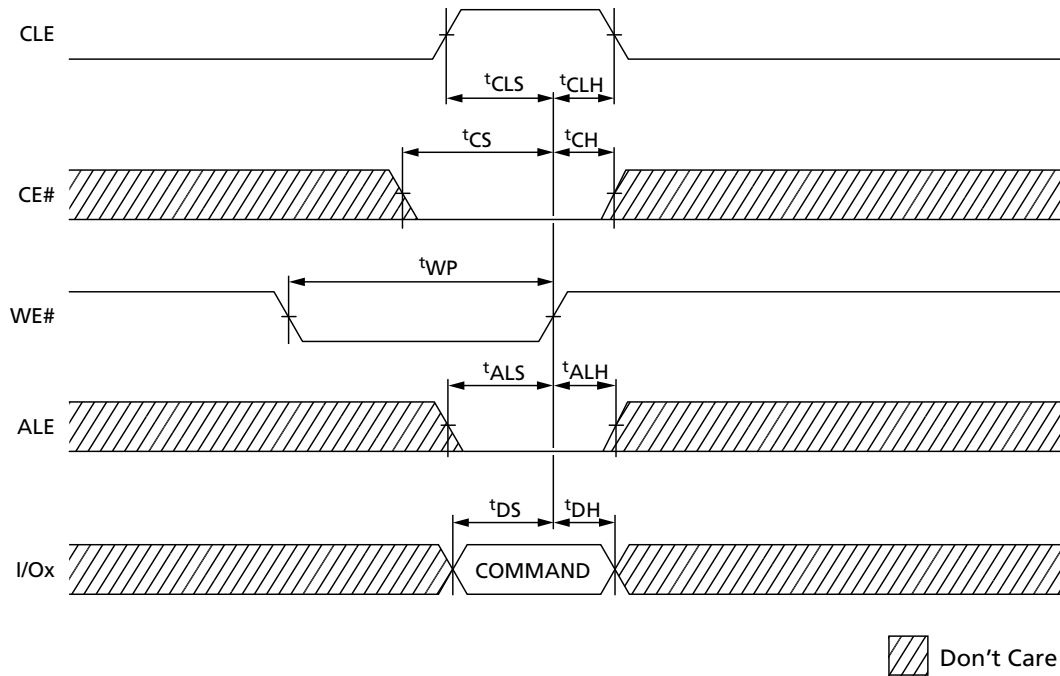 CLE
tCLS tCLH
tCS tCH
CE#
tWP
WE#
tALS tALH
ALE
tDS tDH
I/Ox COMMAND
Don't Care